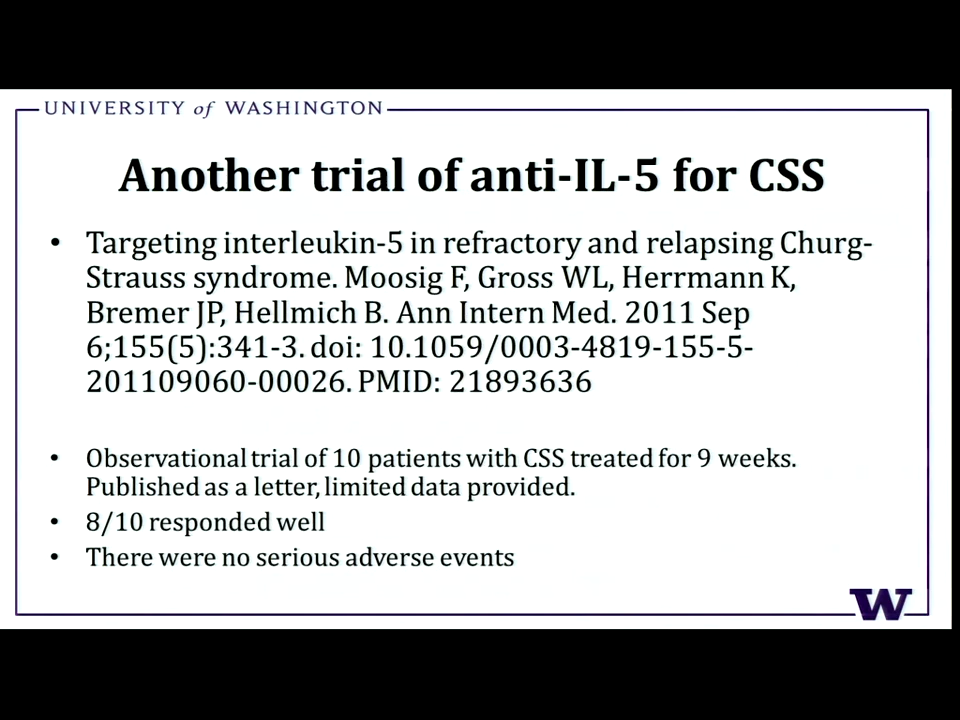 UNIVERSITY of WASHINGTON
Another trial of anti-IL-5 for CSS
• Targeting interleukin-5 in refractory and relapsing Churg-
Strauss syndrome. Moosig F, Gross WL, Herrmann K,
Bremer JP, Hellmich B. Ann Intern Med. 2011 Sep
6;155(5):341-3. doi: 10.1059/0003-4819-155-5-
201109060-00026. PMID: 21893636
• Observational trial of 10 patients with CSS treated for 9 weeks.
Published as a letter, limited data provided.
• 8/10 responded well
• There were no serious adverse events
W